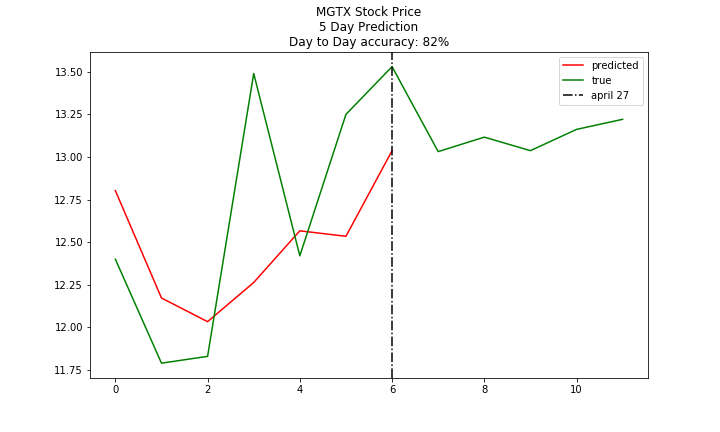 MGTX Stock Price
5 Day Prediction
Day to Day accuracy: 82%
predicted
true
april 27
13.50
13.25
13.00
12.75
12.50
12.25
12.00
11.75
0 2 4 6 8 10